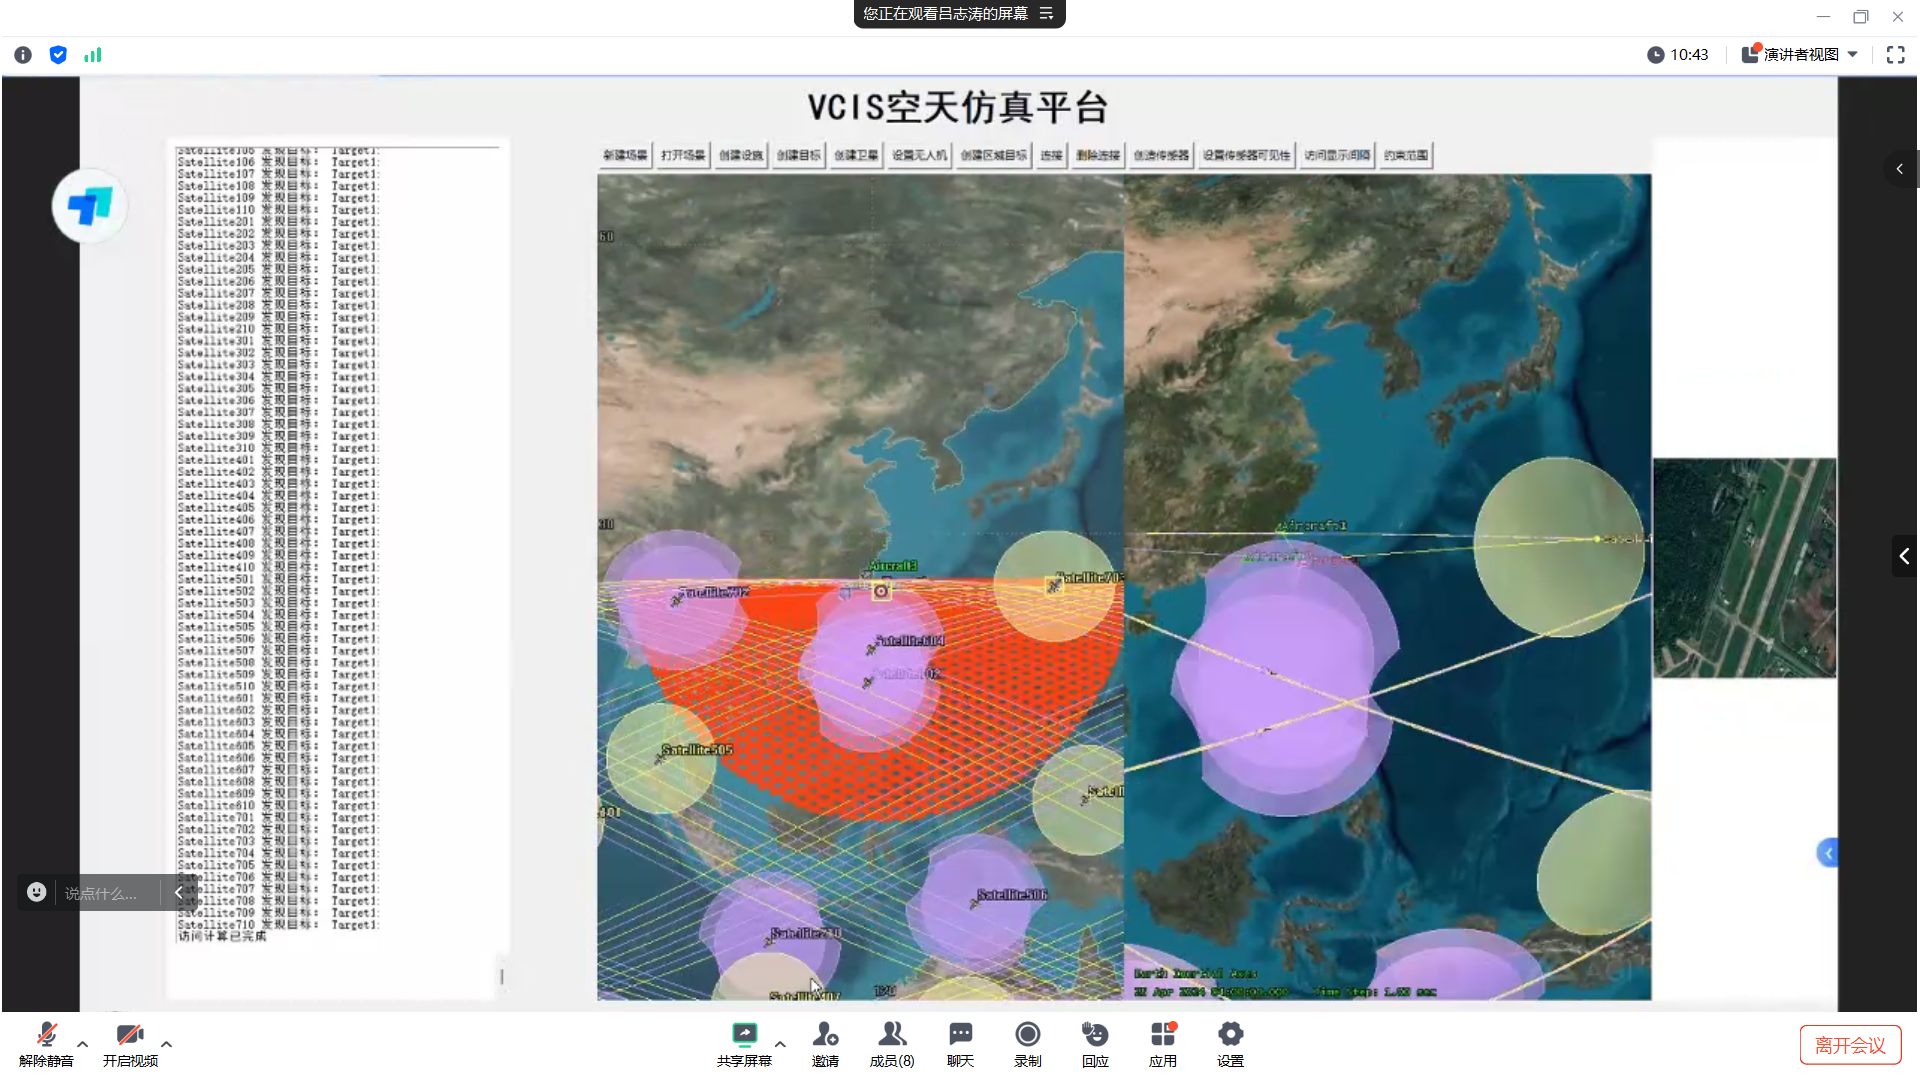 您正在观看吕志涛的屏幕
10:43
演讲者视图
VCIS空天仿真平台
新建场景 打开场景 创建设施 创建目标 创建卫星 设置无人机 创建区域目标 连接 删除连接 创建传感器 设置传感器可见性 访问显示间隔 约束范围
Satellite106 发现目标: Target1:
Satellite106 发现目标: Target1:
Satellite107 发现目标: Target1:
Satellite108 发现目标: Target1:
Satellite109 发现目标: Target1:
Satellite110 发现目标: Target1:
Satellite201 发现目标: Target1:
Satellite202 发现目标: Target1:
Satellite203 发现目标: Target1:
Satellite204 发现目标: Target1:
Satellite205 发现目标: Target1:
Satellite206 发现目标: Target1:
Satellite207 发现目标: Target1:
Satellite208 发现目标: Target1:
Satellite209 发现目标: Target1:
Satellite210 发现目标: Target1:
Satellite301 发现目标: Target1:
Satellite302 发现目标: Target1:
Satellite303 发现目标: Target1:
Satellite304 发现目标: Target1:
Satellite305 发现目标: Target1:
Satellite306 发现目标: Target1:
Satellite307 发现目标: Target1:
Satellite308 发现目标: Target1:
Satellite309 发现目标: Target1:
Satellite310 发现目标: Target1:
Satellite401 发现目标: Target1:
Satellite402 发现目标: Target1:
Satellite403 发现目标: Target1:
Satellite404 发现目标: Target1:
Satellite405 发现目标: Target1:
Satellite406 发现目标: Target1:
Satellite407 发现目标: Target1:
Satellite408 发现目标: Target1:
Satellite409 发现目标: Target1:
Satellite410 发现目标: Target1:
Satellite501 发现目标: Target1:
Satellite502 发现目标: Target1:
Satellite503 发现目标: Target1:
Satellite504 发现目标: Target1:
Satellite505 发现目标: Target1:
Satellite506 发现目标: Target1:
Satellite507 发现目标: Target1:
Satellite508 发现目标: Target1:
Satellite509 发现目标: Target1:
Satellite510 发现目标: Target1:
Satellite601 发现目标: Target1:
Satellite602 发现目标: Target1:
Satellite603 发现目标: Target1:
Satellite604 发现目标: Target1:
Satellite605 发现目标: Target1:
Satellite606 发现目标: Target1:
Satellite607 发现目标: Target1:
Satellite608 发现目标: Target1:
Satellite609 发现目标: Target1:
Satellite610 发现目标: Target1:
Satellite701 发现目标: Target1:
Satellite702 发现目标: Target1:
Satellite703 发现目标: Target1:
Satellite704 发现目标: Target1:
Satellite705 发现目标: Target1:
Satellite706 发现目标: Target1:
llite707 发现目标: Target1:
llite708 发现目标: Target1:
llite709 发现目标: Target1:
Satellite710 发现目标: Target1:
访问计算已完成
说点什么...
60
30
Aircraft3
Satellite702
Satellite703
Satellite604
Satellite505
Satell
Satellite506
Satellite210
120
Aircraft3
Earth Inertial Axes
Time Step: 1.00 sec
解除静音
开启视频
共享屏幕
邀请
成员(8)
聊天
录制
回应
应用
设置
离开会议